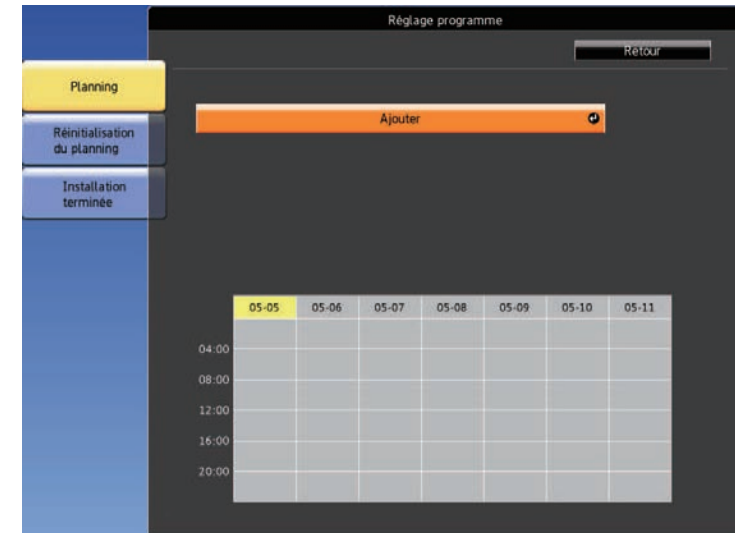 Réglage programme
Retour
Planning
Ajouter
Réinitialisation
du planning
Installation
terminée
05-05 05-06 05-07 05-08 05-09 05-10 05-11
04:00
08:00
12:00
16:00
20:00